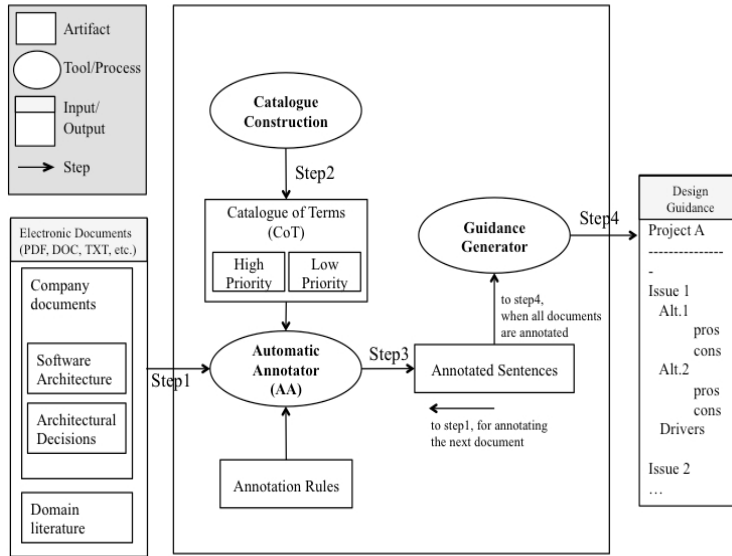 Artifact
Tool/Process
Input/
Output
Step
Electronic Documents
(PDF, DOC, TXT, etc.)
Company
documents
Software
Architecture
Architectural
Decisions
Domain
literature
Step1
Catalogue
Construction
Step2
Catalogue of Terms
(CoT)
High
Priority
Low
Priority
Automatic
Annotator
(AA)
Annotation Rules
Step3
Annotated Sentences
to step1, for annotating
the next document
to step4,
when all documents
are annotated
Guidance
Generator
Step4
Design
Guidance
Project A
---------------
-
Issue 1
Alt.1
pros
cons
Alt.2
pros
cons
Drivers
Issue 2
…